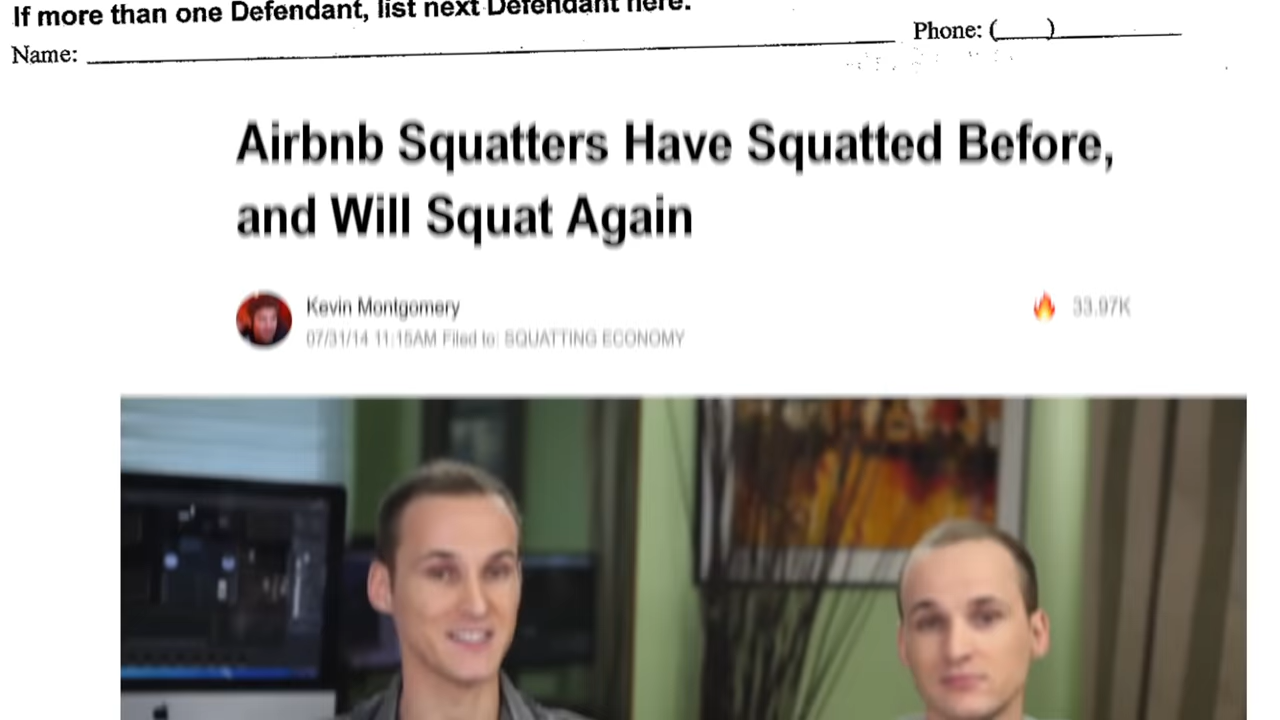 If more than one Defendant, list next Defendant here.
Name:
Phone: (    )
Airbnb Squatters Have Squatted Before,
and Will Squat Again
Kevin Montgomery
33.97K
07/31/14 11:15AM Filed to: SQUATTING ECONOMY